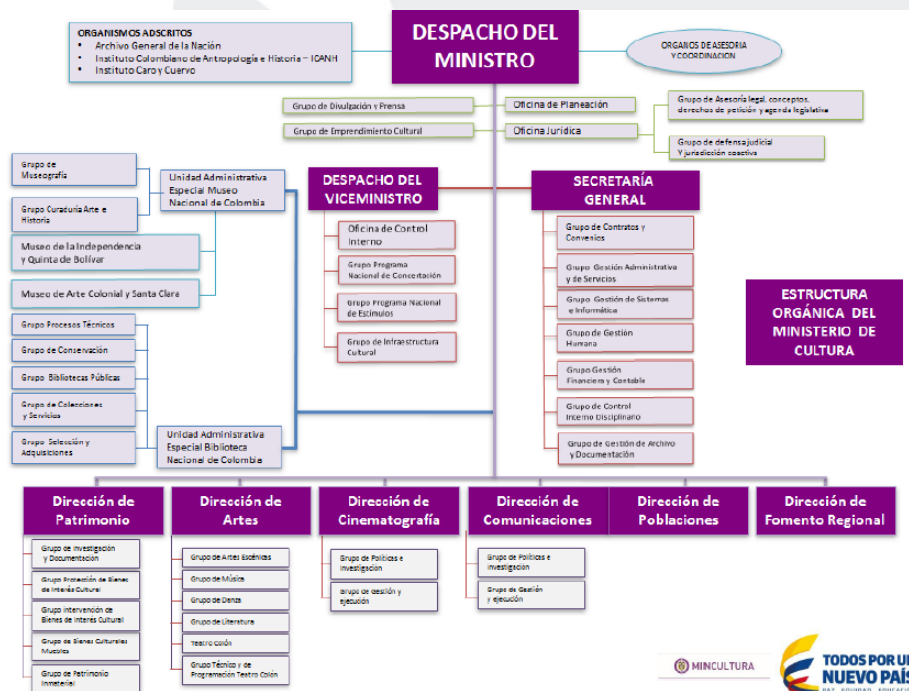 ORGANISMOS ADSCRITOS
• Archivo General de la Nación
• Instituto Colombiano de Antropología e Historia – ICANH
• Instituto Caro y Cuervo
DESPACHO DEL
MINISTRO
ORGANOS DE ASESORIA
Y COORDINACION
Grupo de Divulgación y Prensa
Oficina de Planeación
Grupo de Emprendimiento Cultural
Oficina Jurídica
Grupo de Asesoría legal, conceptos,
derechos de petición y agenda legislativa
Grupo de defensa judicial
Y jurisdicción coactiva
Grupo de
Museografía
Grupo Curaduría Arte e
Historia
Museo de la Independencia
y Quinta de Bolívar
Museo de Arte Colonial y Santa Clara
Unidad Administrativa
Especial Museo
Nacional de Colombia
DESPACHO DEL
VICEMINISTRO
Oficina de Control
Interno
Grupo Programa
Nacional de Concertación
Grupo Programa Nacional
de Estímulos
Grupo de Infraestructura
Cultural
SECRETARÍA
GENERAL
Grupo de Contratos y
Convenios
Grupo Gestión Administrativa
y de Servicios
Grupo Gestión de Sistemas
e Informática
Grupo de Gestión
Humana
Grupo Gestión
Financiera y Contable
Grupo de Control
Interno Disciplinario
Grupo de Gestión de Archivo
y Documentación
ESTRUCTURA
ORGÁNICA DEL
MINISTERIO DE
CULTURA
Grupo Procesos Técnicos
Grupo de Conservación
Grupo Bibliotecas Públicas
Grupo de Colecciones
y Servicios
Grupo Selección y
Adquisiciones
Unidad Administrativa
Especial Biblioteca
Nacional de Colombia
Dirección de
Patrimonio
Grupo de Investigación
y Documentación
Grupo Protección de Bienes
de Interés Cultural
Grupo Intervención de
Bienes de Interés Cultural
Grupo de Bienes Culturales
Muebles
Grupo de Patrimonio
Inmaterial
Dirección de
Artes
Grupo de Artes Escénicas
Grupo de Música
Grupo de Danza
Grupo de Literatura
Teatro Colón
Grupo Técnico y de
Programación Teatro Colón
Dirección de
Cinematografía
Grupo de Políticas e
Investigación
Grupo de Gestión y
ejecución
Dirección de
Comunicaciones
Grupo de Políticas e
investigación
Grupo de Gestión
y ejecución
Dirección de
Poblaciones
Dirección de
Fomento Regional
MINCULTURA
TODOS POR UN
NUEVO PAÍS
PAZ EQUIDAD EDUCACIÓN